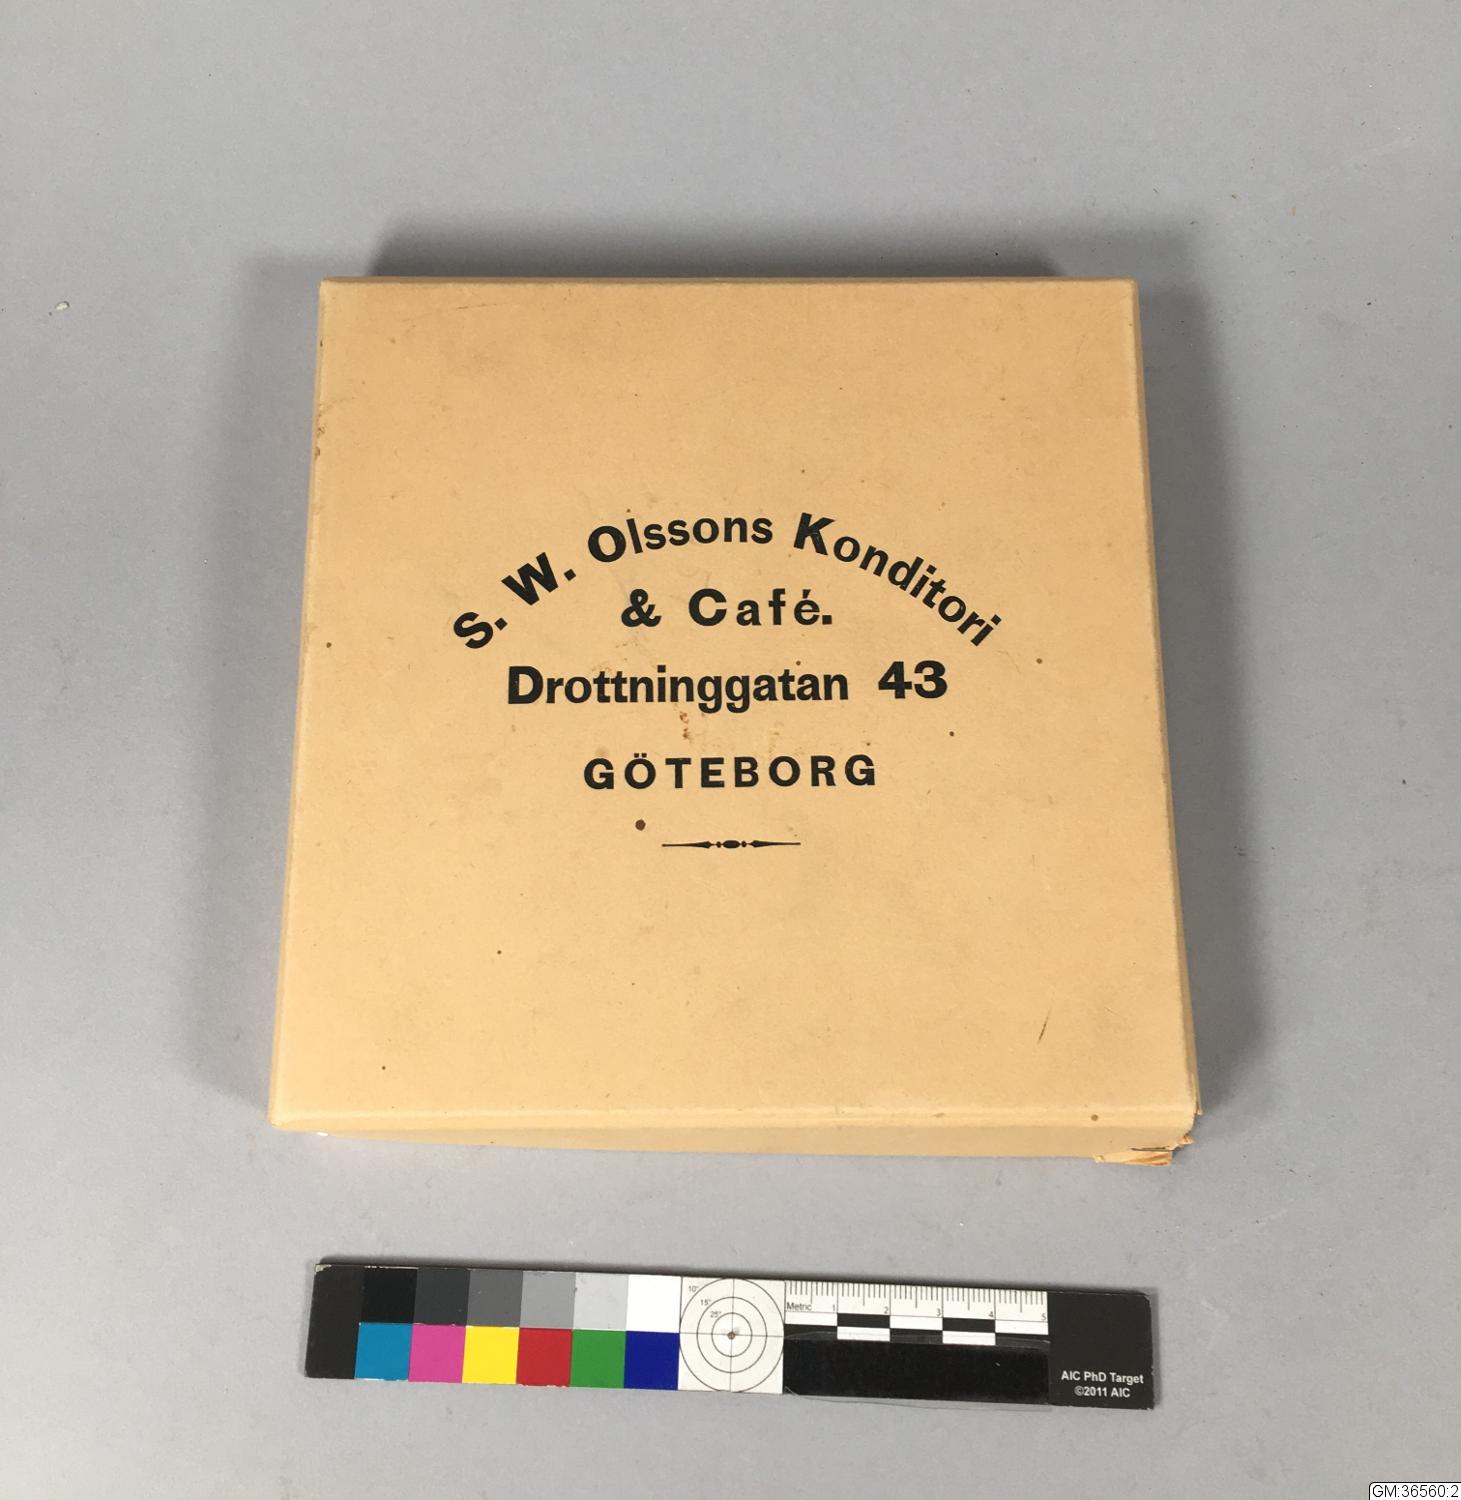 S. W. Olssons Konditori
& Café.
Drottninggatan 43
GÖTEBORG
10°
15°
25°
Metric 1 2 3 4 5
AIC PhD Target
©2011 AIC
GM:36560:2